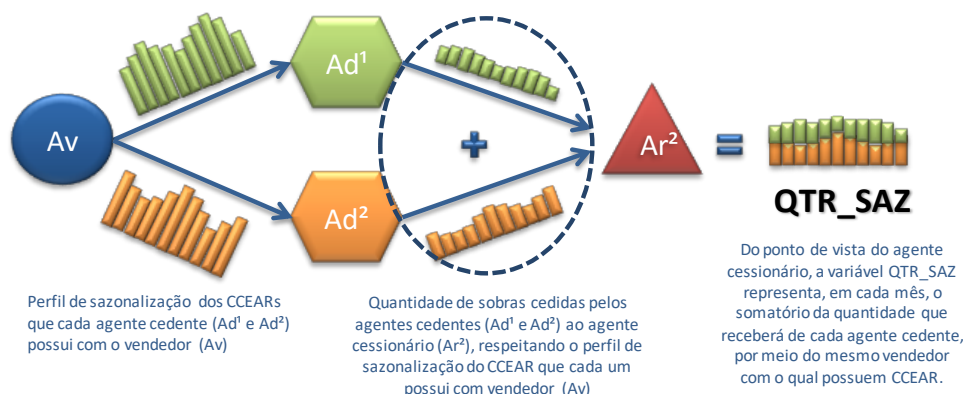 Ad¹
Av
Ar²
Ad²
QTR_SAZ
Perfil de sazonalização dos CCEARs
que cada agente cedente (Ad¹ e Ad²)
possui com o vendedor (Av)
Quantidade de sobras cedidas pelos
agentes cedentes (Ad¹ e Ad²) ao agente
cessionário (Ar²), respeitando o perfil de
sazonalização do CCEAR que cada um
possui com vendedor (Av)
Do ponto de vista do agente
cessionário, a variável QTR_SAZ
representa, em cada mês, o
somatório da quantidade que
receberá de cada agente cedente,
por meio do mesmo vendedor
com o qual possuem CCEAR.